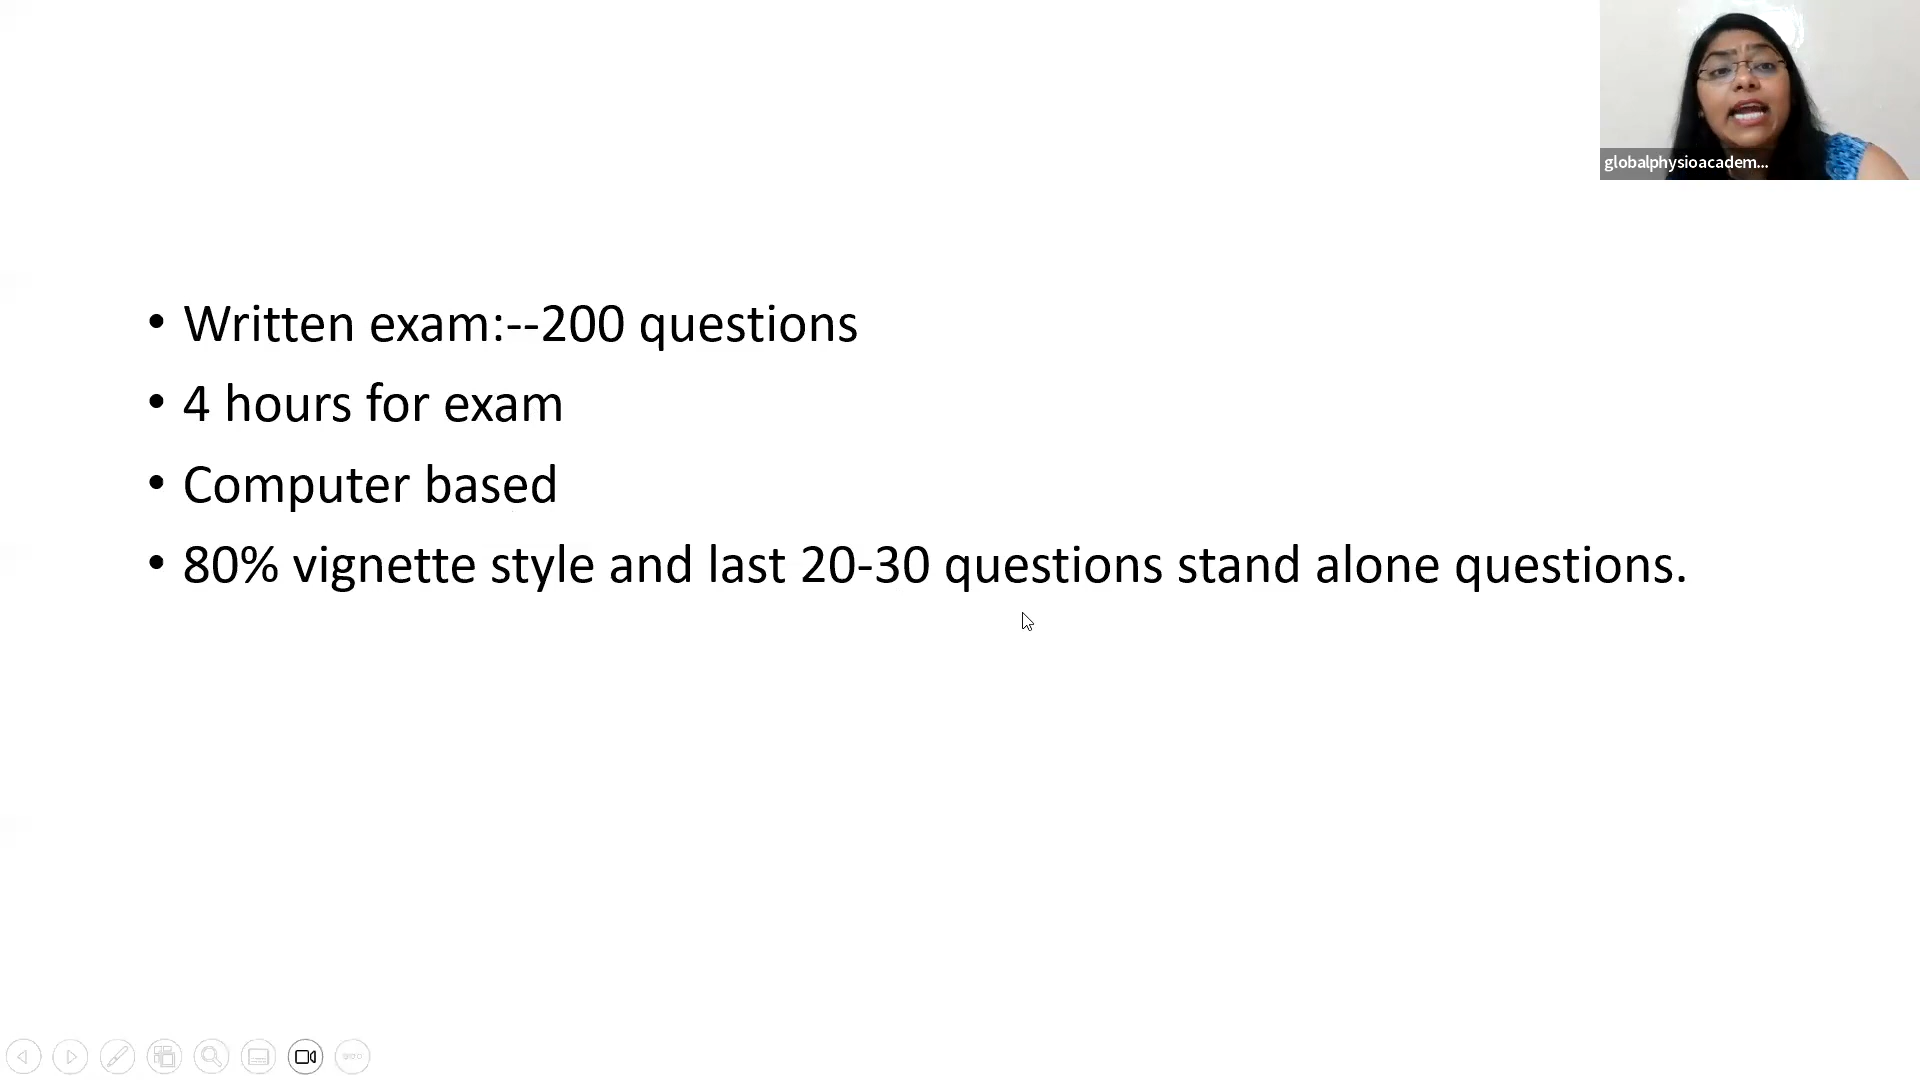 globalphysioacadem...
• Written exam:--200 questions
• 4 hours for exam
• Computer based
• 80% vignette style and last 20-30 questions stand alone questions.